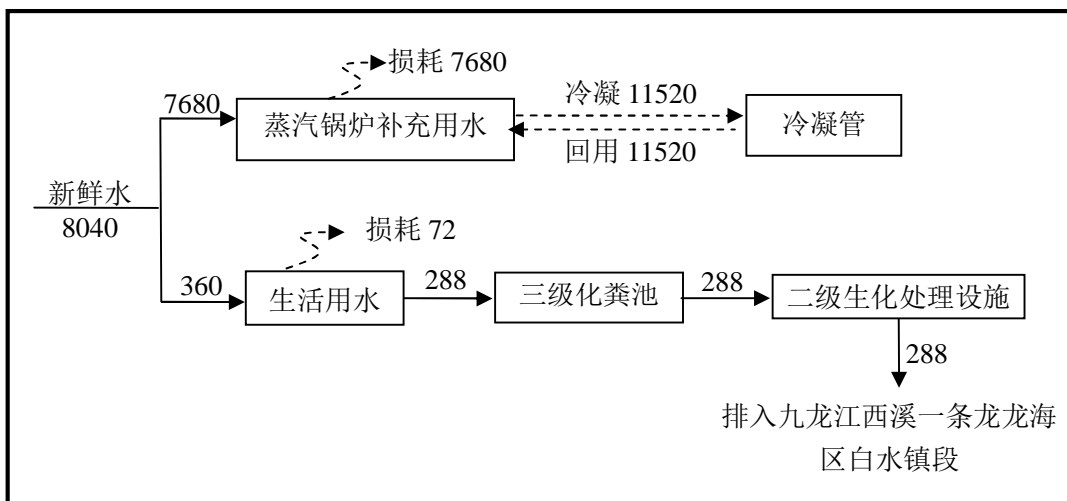 损耗 7680
7680
蒸汽锅炉补充用水
冷凝 11520
回用 11520
冷凝管
新鲜水
8040
损耗 72
360
生活用水
288
三级化粪池
288
二级生化处理设施
288
排入九龙江西溪一条龙龙海
区白水镇段